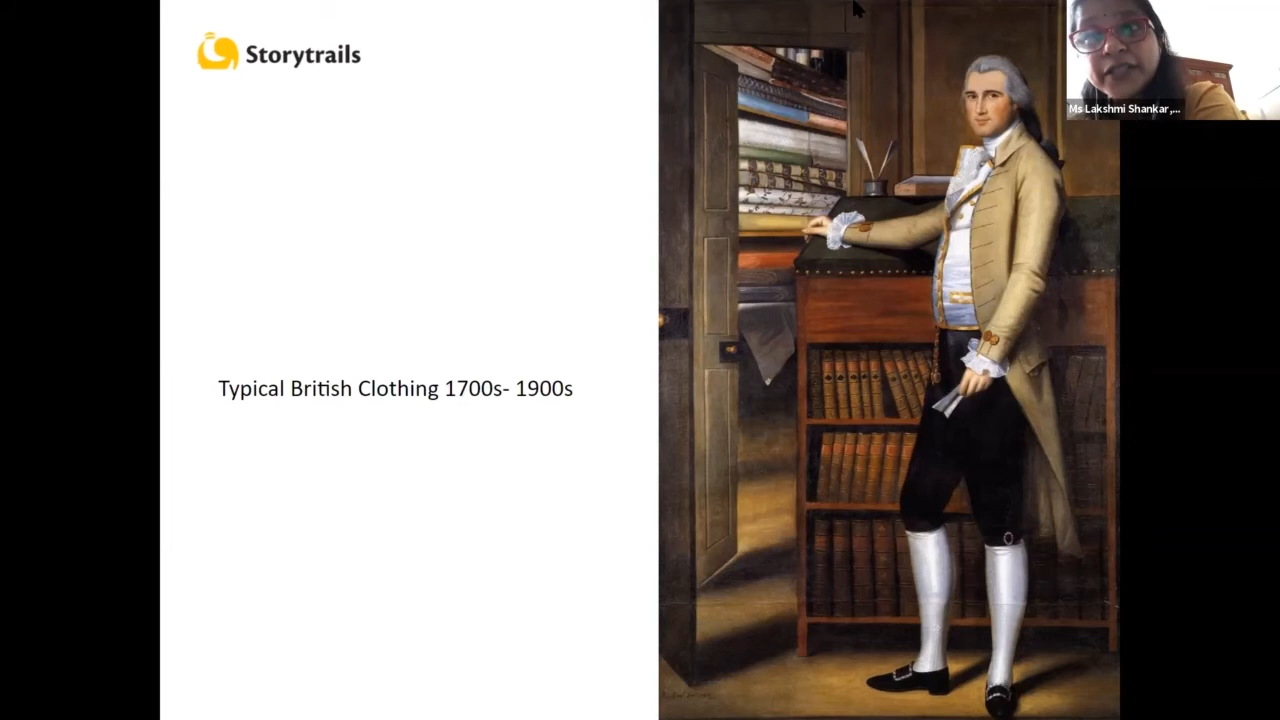 Storytrails
Ms Lakshmi Shankar ,...
Typical British Clothing 1700s- 1900s